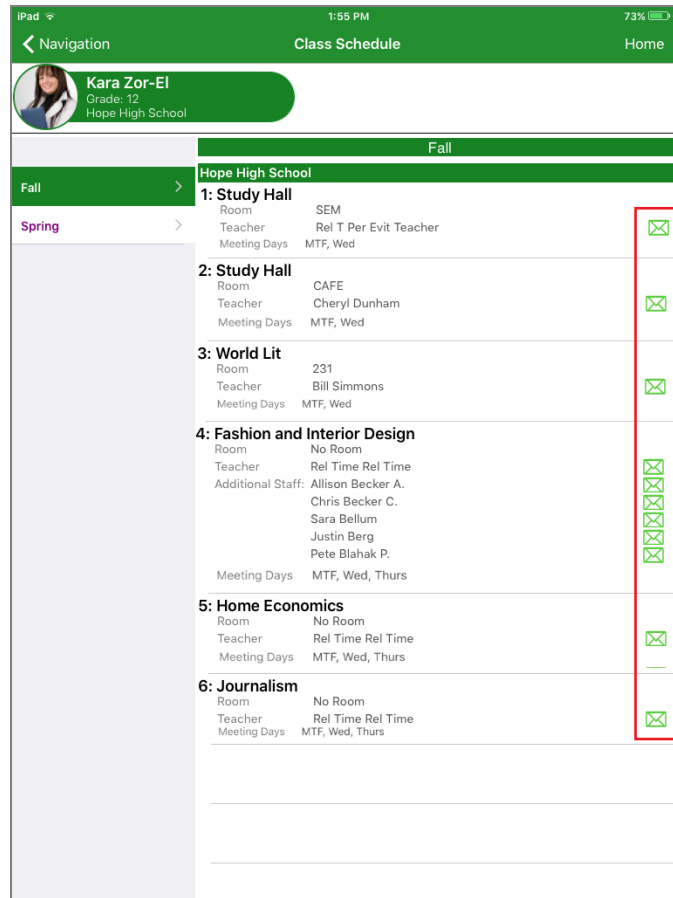 iPad 1:55 PM 73%
Navigation Class Schedule Home
Kara Zor-El
Grade: 12
Hope High School
Fall
Hope High School
Fall
Spring
1: Study Hall
Room SEM
Teacher Rel T Per Evit Teacher
Meeting Days MTF, Wed
2: Study Hall
Room CAFE
Teacher Cheryl Dunham
Meeting Days MTF, Wed
3: World Lit
Room 231
Teacher Bill Simmons
Meeting Days MTF, Wed
4: Fashion and Interior Design
Room No Room
Teacher Rel Time Rel Time
Additional Staff: Allison Becker A.
Chris Becker C.
Sara Bellum
Justin Berg
Pete Blahak P.
Meeting Days MTF, Wed, Thurs
5: Home Economics
Room No Room
Teacher Rel Time Rel Time
Meeting Days MTF, Wed, Thurs
6: Journalism
Room No Room
Teacher Rel Time Rel Time
Meeting Days MTF, Wed, Thurs